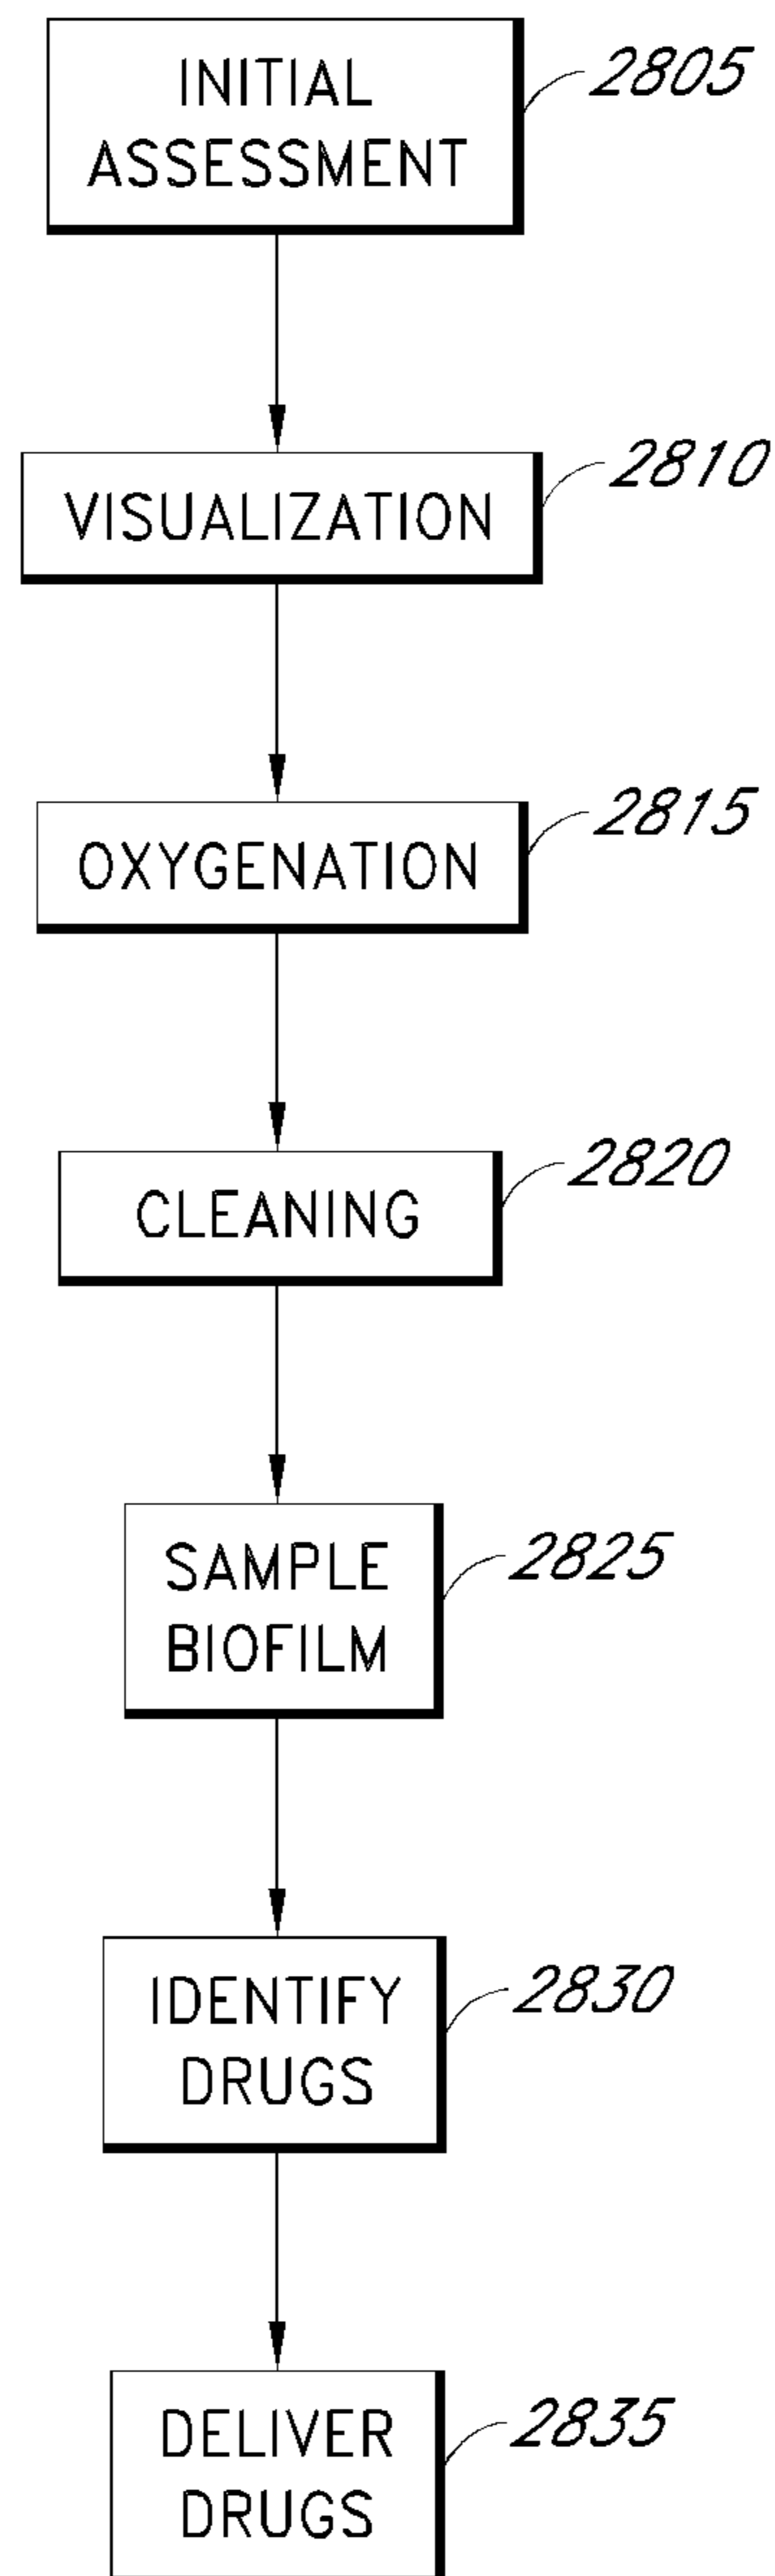 INITIAL
ASSESSMENT
2805
VISUALIZATION
2810
OXYGENATION
2815
CLEANING
2820
SAMPLE
BIOFILM
2825
IDENTIFY
DRUGS
2830
DELIVER
DRUGS
2835